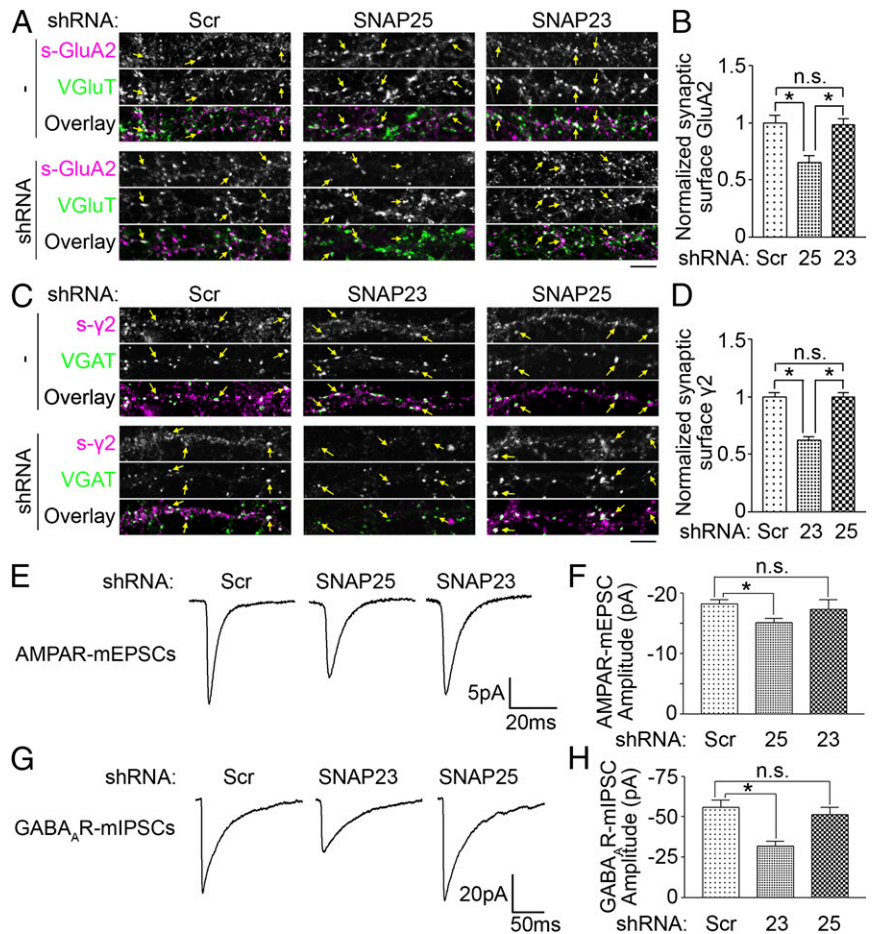 A
shRNA: Scr SNAP25 SNAP23
-
s-GluA2
VGluT
Overlay
shRNA
s-GluA2
VGluT
Overlay
B
n.s.
* *
Normalized synaptic
surface GluA2
1
0.5
0
shRNA: Scr 25 23
C
shRNA: Scr SNAP23 SNAP25
-
s-γ2
VGAT
Overlay
shRNA
s-γ2
VGAT
Overlay
D
n.s.
* *
Normalized synaptic
surface γ2
1
0.5
0
shRNA: Scr 23 25
E
shRNA: Scr SNAP25 SNAP23
AMPAR-mEPSCs
5pA
20ms
F
n.s.
*
AMPAR-mEPSC
Amplitude (pA)
-20
-10
0
shRNA: Scr 25 23
G
shRNA: Scr SNAP23 SNAP25
GABAAR-mIPSCs
20pA
50ms
H
n.s.
*
GABAAR-mIPSC
Amplitude (pA)
-75
-50
-25
0
shRNA: Scr 23 25